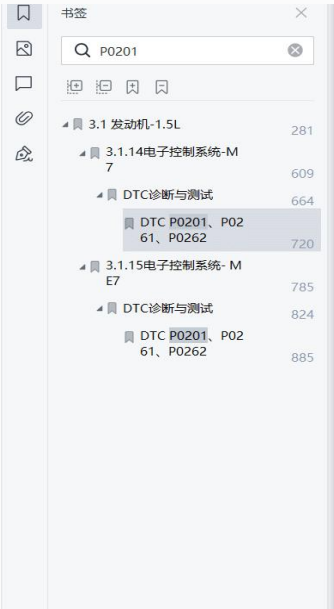 书签
P0201
3.1 发动机-1.5L
281
3.1.14电子控制系统-M
7
609
DTC诊断与测试
664
DTC P0201、P02
61、P0262
720
3.1.15电子控制系统- M
E7
785
DTC诊断与测试
824
DTC P0201、P02
61、P0262
885